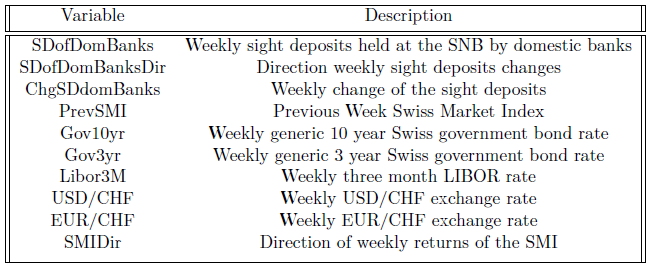 Variable Description
SDofDomBanks Weekly sight deposits held at the SNB by domestic banks
SDofDomBanksDir Direction weekly sight deposits changes
ChgSDdomBanks Weekly change of the sight deposits
PrevSMI Previous Week Swiss Market Index
Gov10yr Weekly generic 10 year Swiss government bond rate
Gov3yr Weekly generic 3 year Swiss government bond rate
Libor3M Weekly three month LIBOR rate
USD/CHF Weekly USD/CHF exchange rate
EUR/CHF Weekly EUR/CHF exchange rate
SMIDir Direction of weekly returns of the SMI